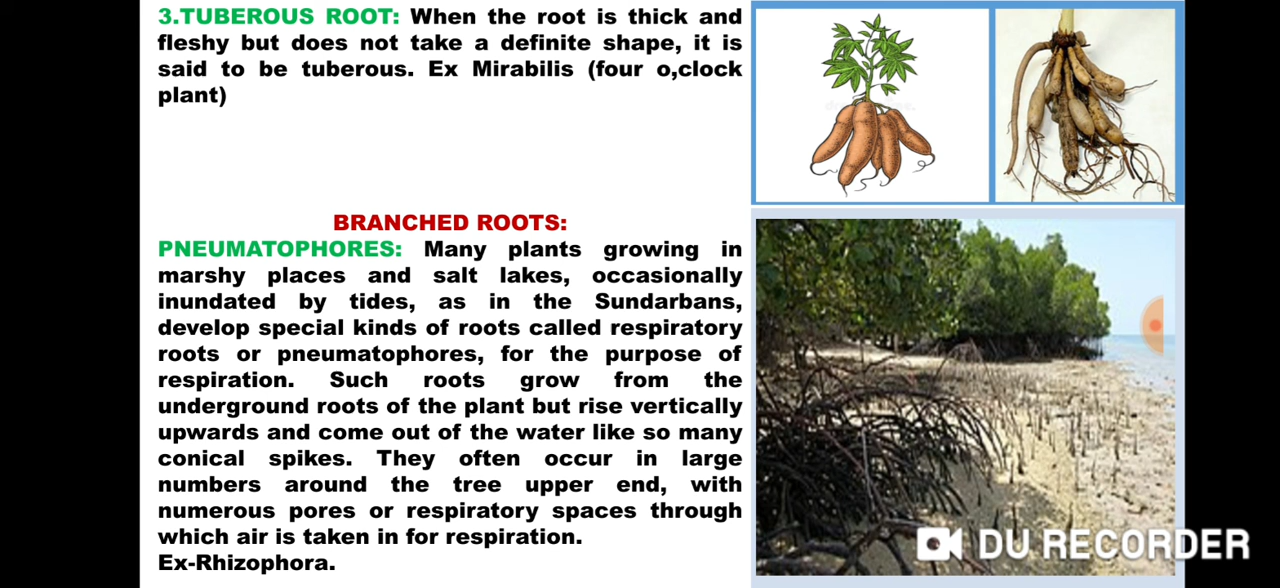 3.TUBEROUS ROOT: When the root is thick and
fleshy but does not take a definite shape, it is
said to be tuberous. Ex Mirabilis (four o,clock
plant)
BRANCHED ROOTS:
PNEUMATOPHORES: Many plants growing in
marshy places and salt lakes, occasionally
inundated by tides, as in the Sundarbans,
develop special kinds of roots called respiratory
roots or pneumatophores, for the purpose of
respiration. Such roots grow from the
underground roots of the plant but rise vertically
upwards and come out of the water like so many
conical spikes. They often occur in large
numbers around the tree upper end, with
numerous pores or respiratory spaces through
which air is taken in for respiration.
Ex-Rhizophora.
DU RECORDER